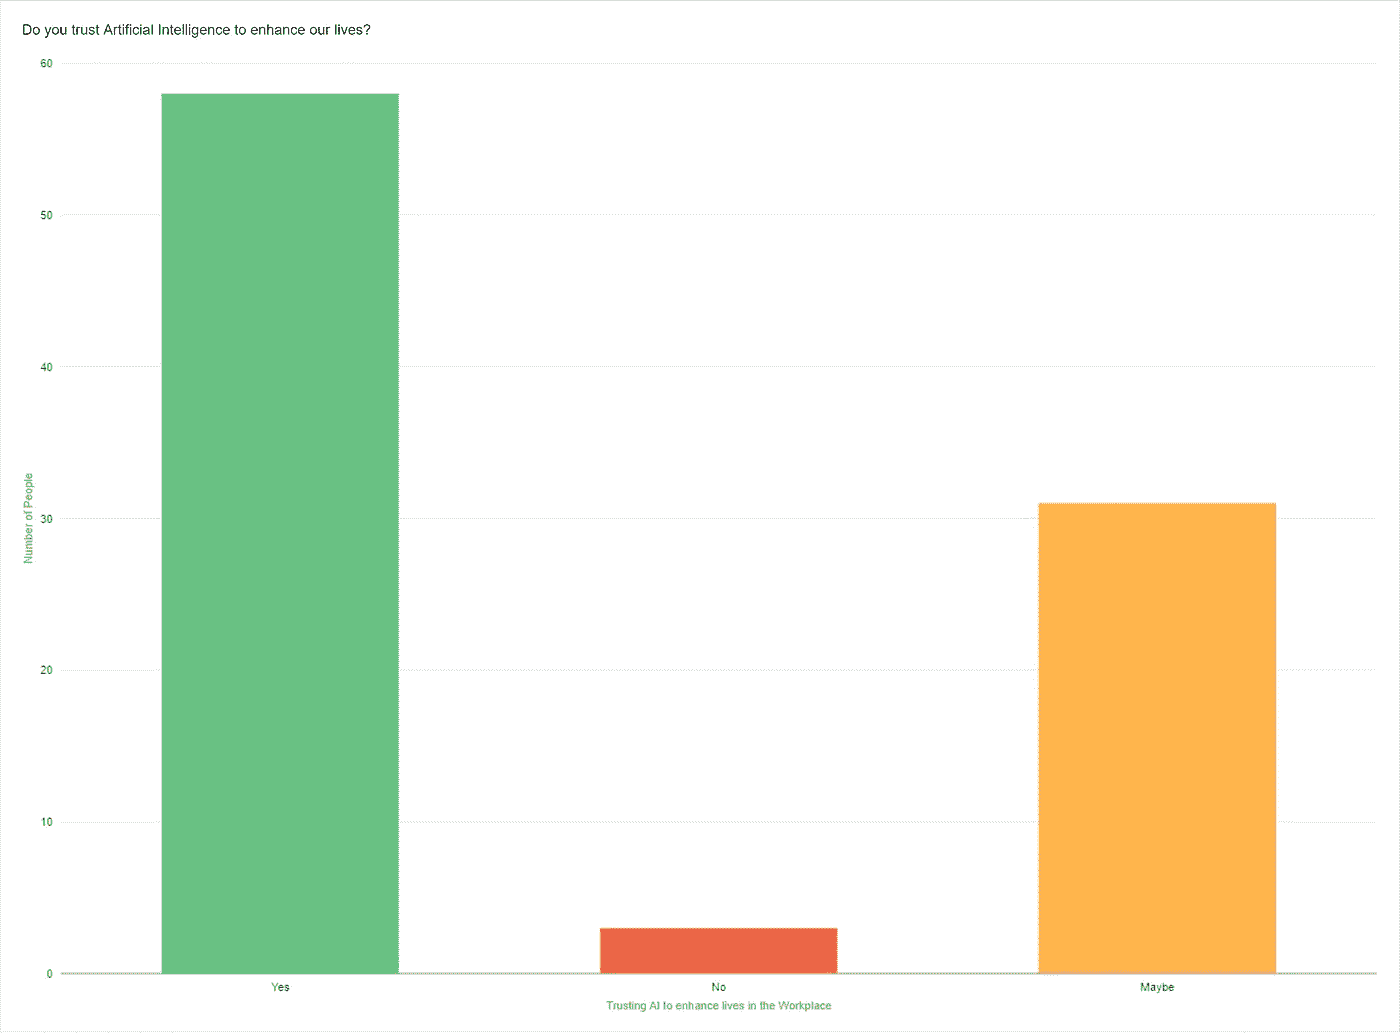 Do you trust Artificial Intelligence to enhance our lives?
60
50
40
30
20
10
0
Number of People
Yes
No
Maybe
Trusting AI to enhance lives in the Workplace